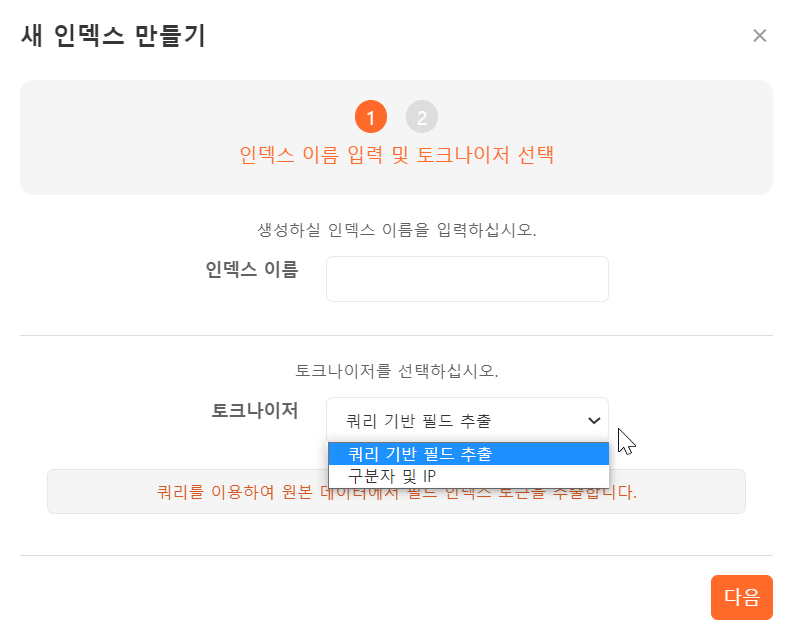 새 인덱스 만들기
×
1 2
인덱스 이름 입력 및 토크나이저 선택
생성하실 인덱스 이름을 입력하십시오.
인덱스 이름
토크나이저를 선택하십시오.
토크나이저
쿼리 기반 필드 추출
쿼리 기반 필드 추출
구분자 및 IP
쿼리를 이용하여 원본 데이터에서 필드 인덱스 토큰을 추출합니다.
다음